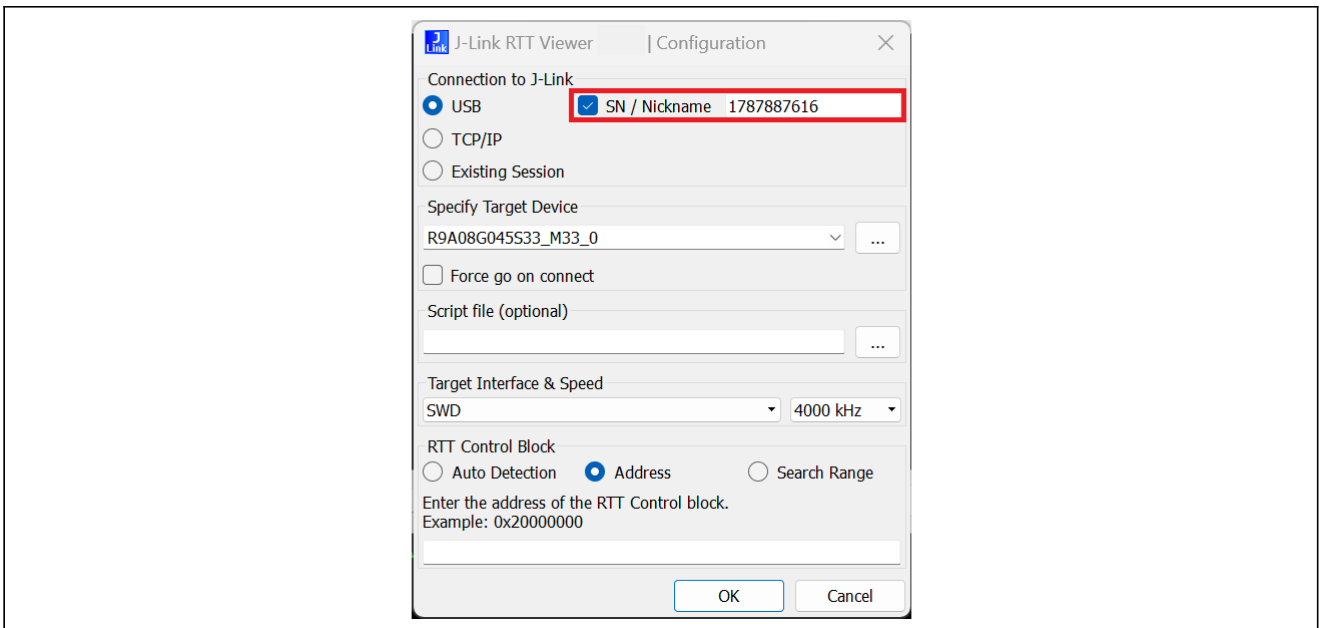 J-Link RTT Viewer | Configuration
Connection to J-Link
USB SN / Nickname 1787887616
TCP/IP
Existing Session
Specify Target Device
R9A08G045S33_M33_0 ...
Force go on connect
Script file (optional)
...
Target Interface & Speed
SWD 4000 kHz
RTT Control Block
Auto Detection Address Search Range
Enter the address of the RTT Control block.
Example: 0x20000000
OK Cancel